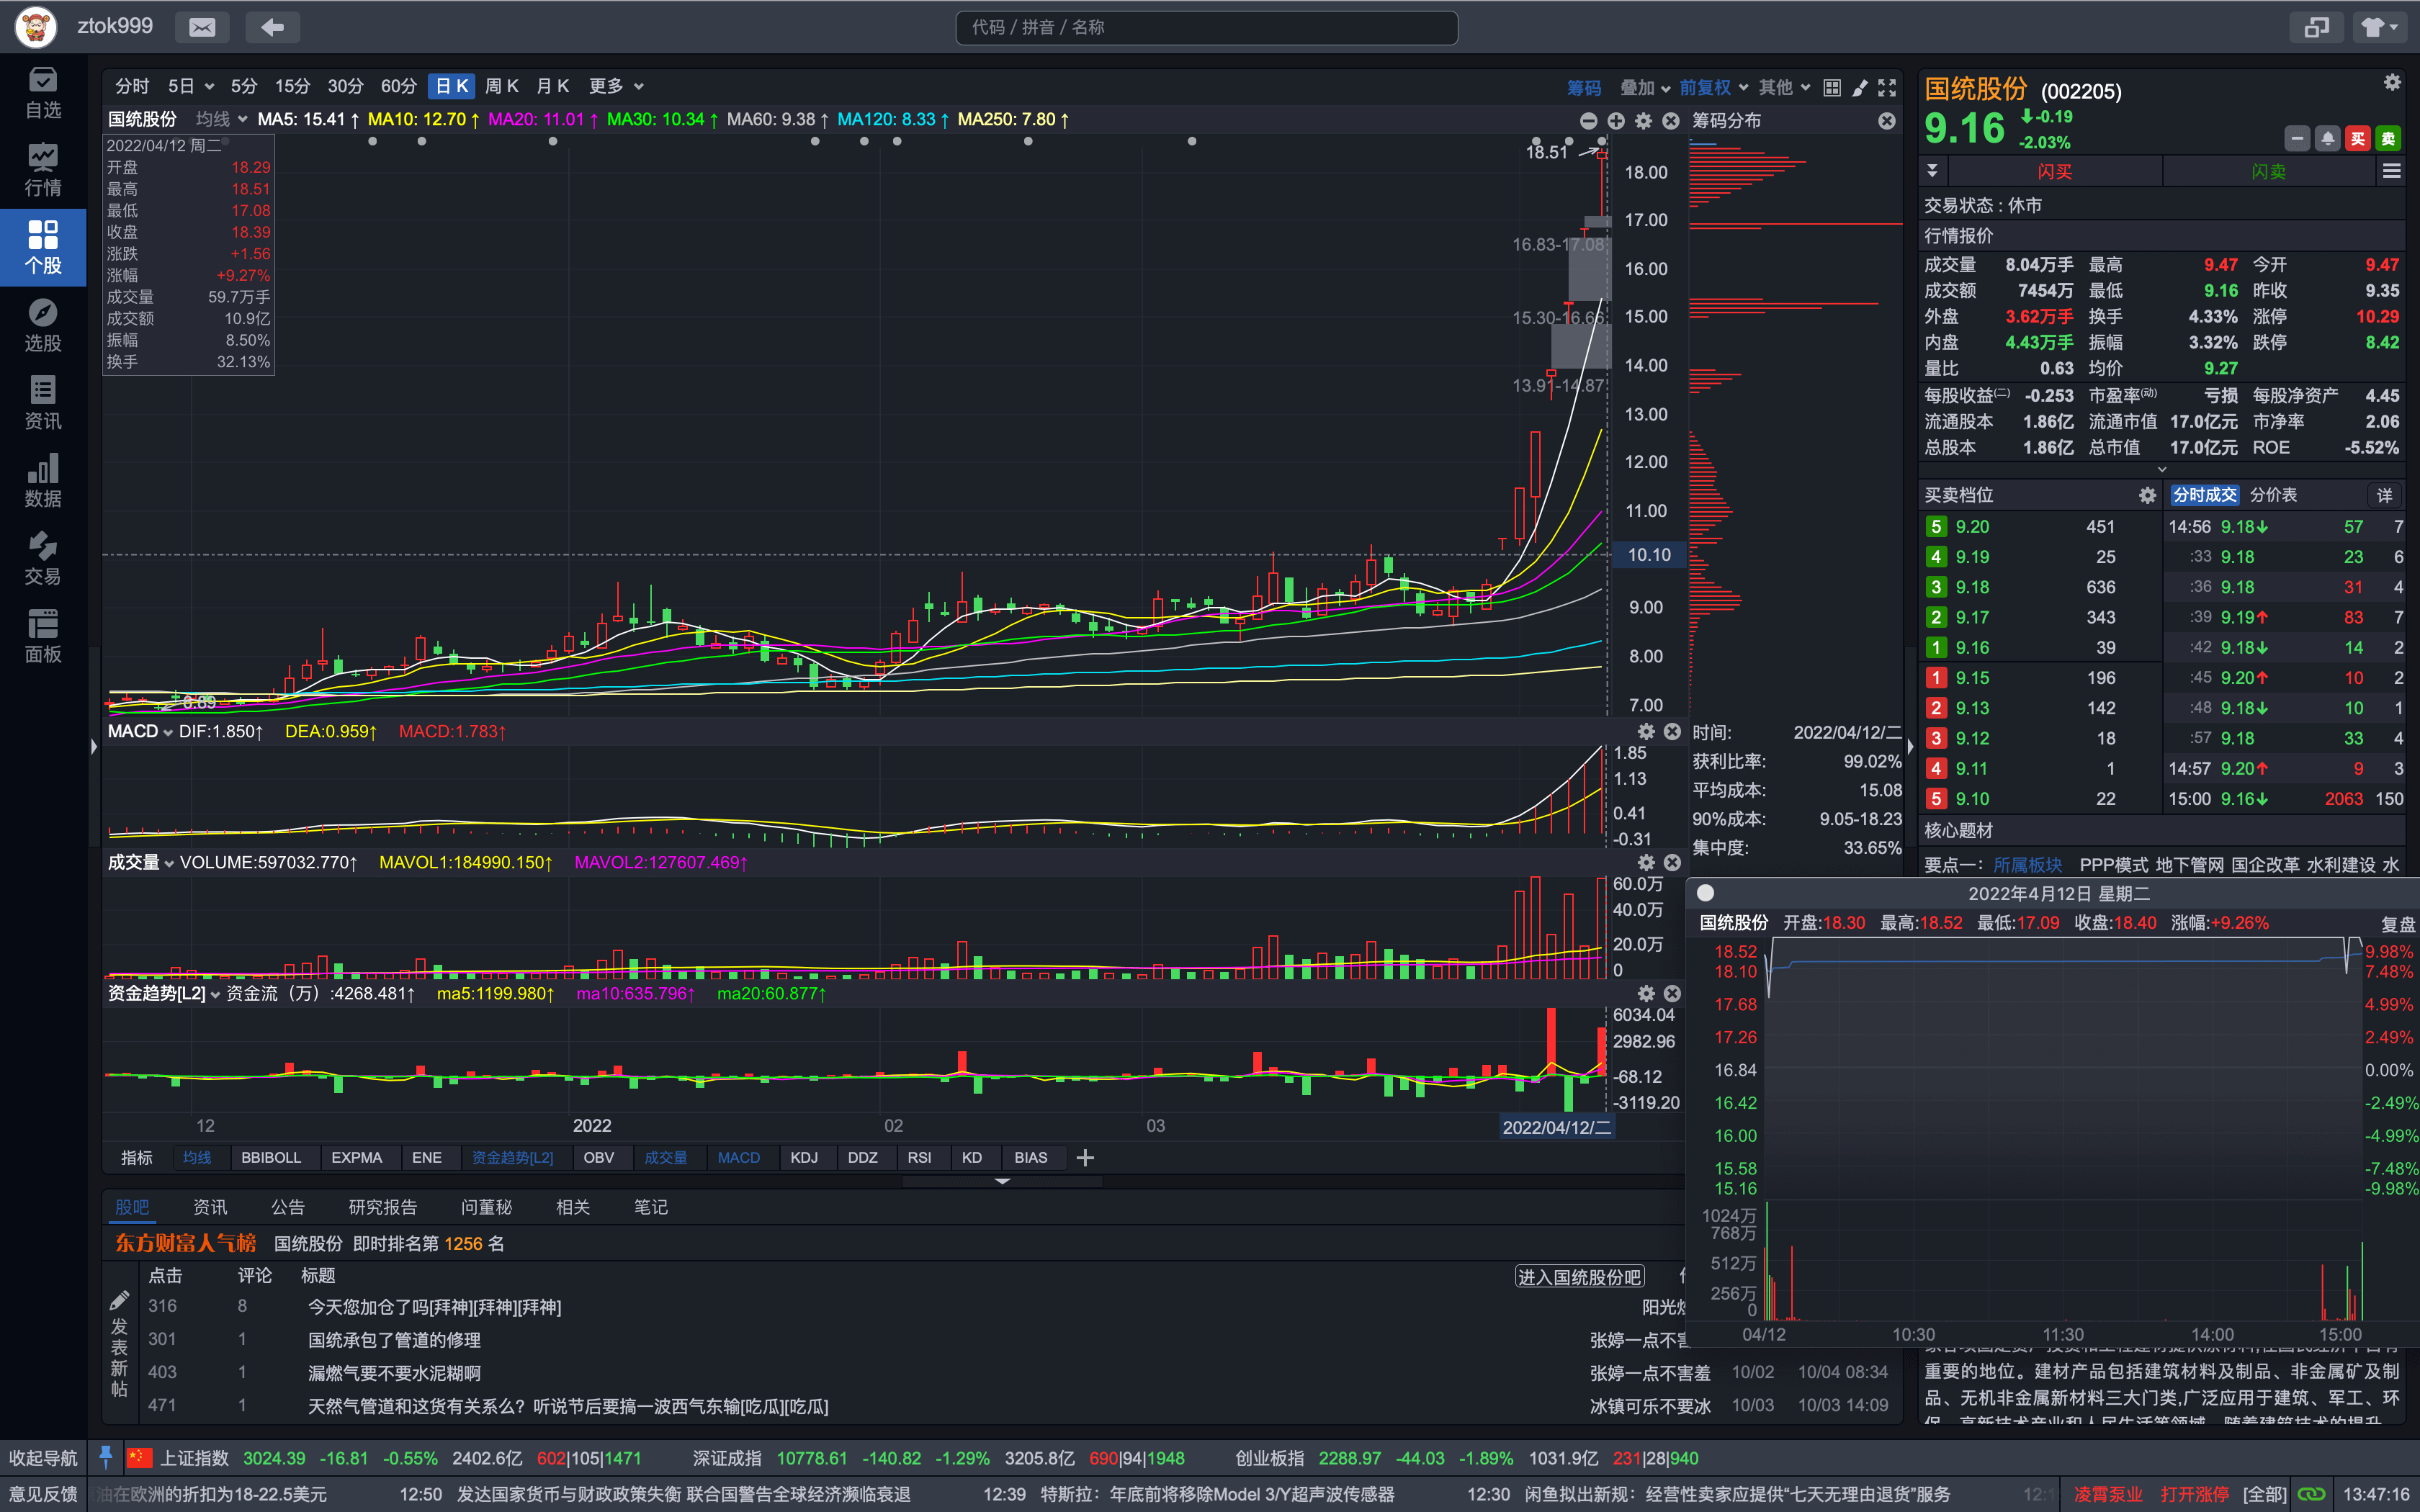 ztok999
代码 / 拼音 / 名称
自选
行情
个股
选股
资讯
数据
交易
面板
分时 5日 5分 15分 30分 60分 日K 周K 月K 更多
筹码 叠加 前复权 其他
国统股份 均线 MA5: 15.41↑ MA10: 12.70↑ MA20: 11.01↑ MA30: 10.34↑ MA60: 9.38↑ MA120: 8.33↑ MA250: 7.80↑
筹码分布
2022/04/12 周二
开盘 18.29
最高 18.51
最低 17.08
收盘 18.39
涨跌 +1.56
涨幅 +9.27%
成交量 59.7万手
成交额 10.9亿
振幅 8.50%
换手 32.13%
18.51
16.83-17.08
15.30-16.66
13.91-14.87
18.00
17.00
16.00
15.00
14.00
13.00
12.00
11.00
10.10
9.00
8.00
7.00
MACD DIF:1.850↑ DEA:0.959↑ MACD:1.783↑
1.85
1.13
0.41
-0.31
成交量 VOLUME:597032.770↑ MAVOL1:184990.150↑ MAVOL2:127607.469↑
60.0万
40.0万
20.0万
0
资金趋势[L2] 资金流（万）:4268.481↑ ma5:1199.980↑ ma10:635.796↑ ma20:60.877↑
6034.04
2982.96
-68.12
-3119.20
12 2022 02 03 2022/04/12/二
指标 均线 BBIBOLL EXPMA ENE 资金趋势[L2] OBV 成交量 MACD KDJ DDZ RSI KD BIAS
时间: 2022/04/12/二
获利比率: 99.02%
平均成本: 15.08
90%成本: 9.05-18.23
集中度: 33.65%
国统股份 (002205)
9.16 -0.19
-2.03%
买 卖
闪买 闪卖
交易状态 : 休市
行情报价
成交量 8.04万手 最高 9.47 今开 9.47
成交额 7454万 最低 9.16 昨收 9.35
外盘 3.62万手 换手 4.33% 涨停 10.29
内盘 4.43万手 振幅 3.32% 跌停 8.42
量比 0.63 均价 9.27
每股收益(二) -0.253 市盈率(动) 亏损 每股净资产 4.45
流通股本 1.86亿 流通市值 17.0亿元 市净率 2.06
总股本 1.86亿 总市值 17.0亿元 ROE -5.52%
买卖档位 分时成交 分价表 详
5 9.20 451 14:56 9.18↓ 57 7
4 9.19 25 :33 9.18 23 6
3 9.18 636 :36 9.18 31 4
2 9.17 343 :39 9.19↑ 83 7
1 9.16 39 :42 9.18↓ 14 2
1 9.15 196 :45 9.20↑ 10 2
2 9.13 142 :48 9.18↓ 10 1
3 9.12 18 :57 9.18 33 4
4 9.11 1 14:57 9.20↑ 9 3
5 9.10 22 15:00 9.16↓ 2063 150
核心题材
要点一: 所属板块 PPP模式 地下管网 国企改革 水利建设 水
2022年4月12日 星期二
国统股份 开盘:18.30 最高:18.52 最低:17.09 收盘:18.40 涨幅:+9.26% 复盘
18.52 9.98%
18.10 7.48%
17.68 4.99%
17.26 2.49%
16.84 0.00%
16.42 -2.49%
16.00 -4.99%
15.58 -7.48%
15.16 -9.98%
1024万
768万
512万
256万
0
04/12 10:30 11:30 14:00 15:00
重要的地位。建材产品包括建筑材料及制品、非金属矿及制
品、无机非金属新材料三大门类,广泛应用于建筑、军工、环
股吧 资讯 公告 研究报告 问董秘 相关 笔记
东方财富人气榜 国统股份 即时排名第 1256 名
点击 评论 标题 进入国统股份吧
发表新帖
316 8 今天您加仓了吗[拜神][拜神][拜神] 阳光
301 1 国统承包了管道的修理 张婷一点不害
403 1 漏燃气要不要水泥糊啊 张婷一点不害羞 10/02 10/04 08:34
471 1 天然气管道和这货有关系么？听说节后要搞一波西气东输[吃瓜][吃瓜] 冰镇可乐不要冰 10/03 10/03 14:09
收起导航 上证指数 3024.39 -16.81 -0.55% 2402.6亿 602|105|1471 深证成指 10778.61 -140.82 -1.29% 3205.8亿 690|94|1948 创业板指 2288.97 -44.03 -1.89% 1031.9亿 231|28|940
意见反馈 油在欧洲的折扣为18-22.5美元 12:50 发达国家货币与财政政策失衡 联合国警告全球经济濒临衰退 12:39 特斯拉：年底前将移除Model 3/Y超声波传感器 12:30 闲鱼拟出新规：经营性卖家应提供“七天无理由退货”服务 凌霄泵业 打开涨停 [全部] 13:47:16